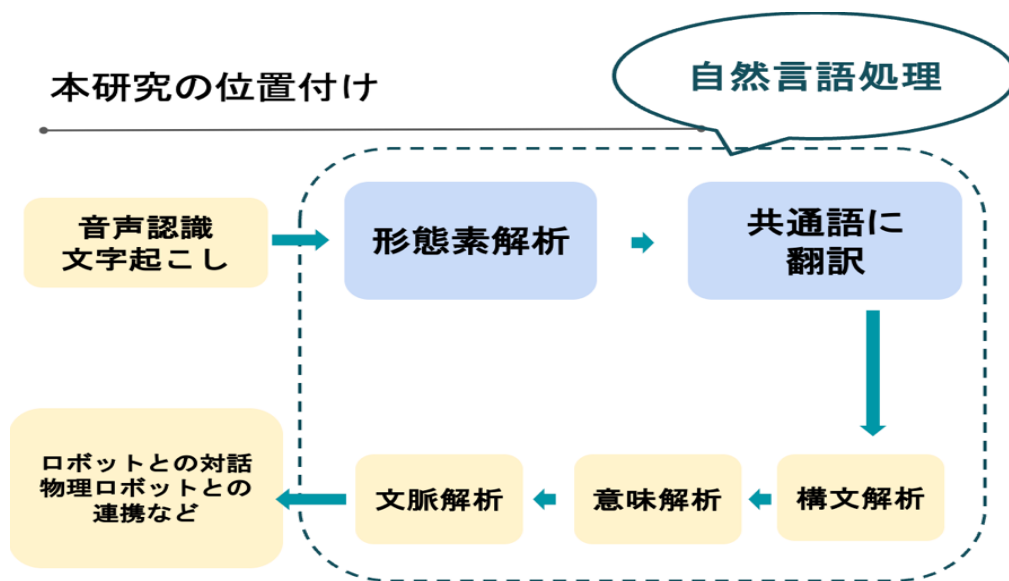 本研究の位置付け
自然言語処理
音声認識
文字起こし
形態素解析
共通語に
翻訳
構文解析
意味解析
文脈解析
ロボットとの対話
物理ロボットとの
連携など